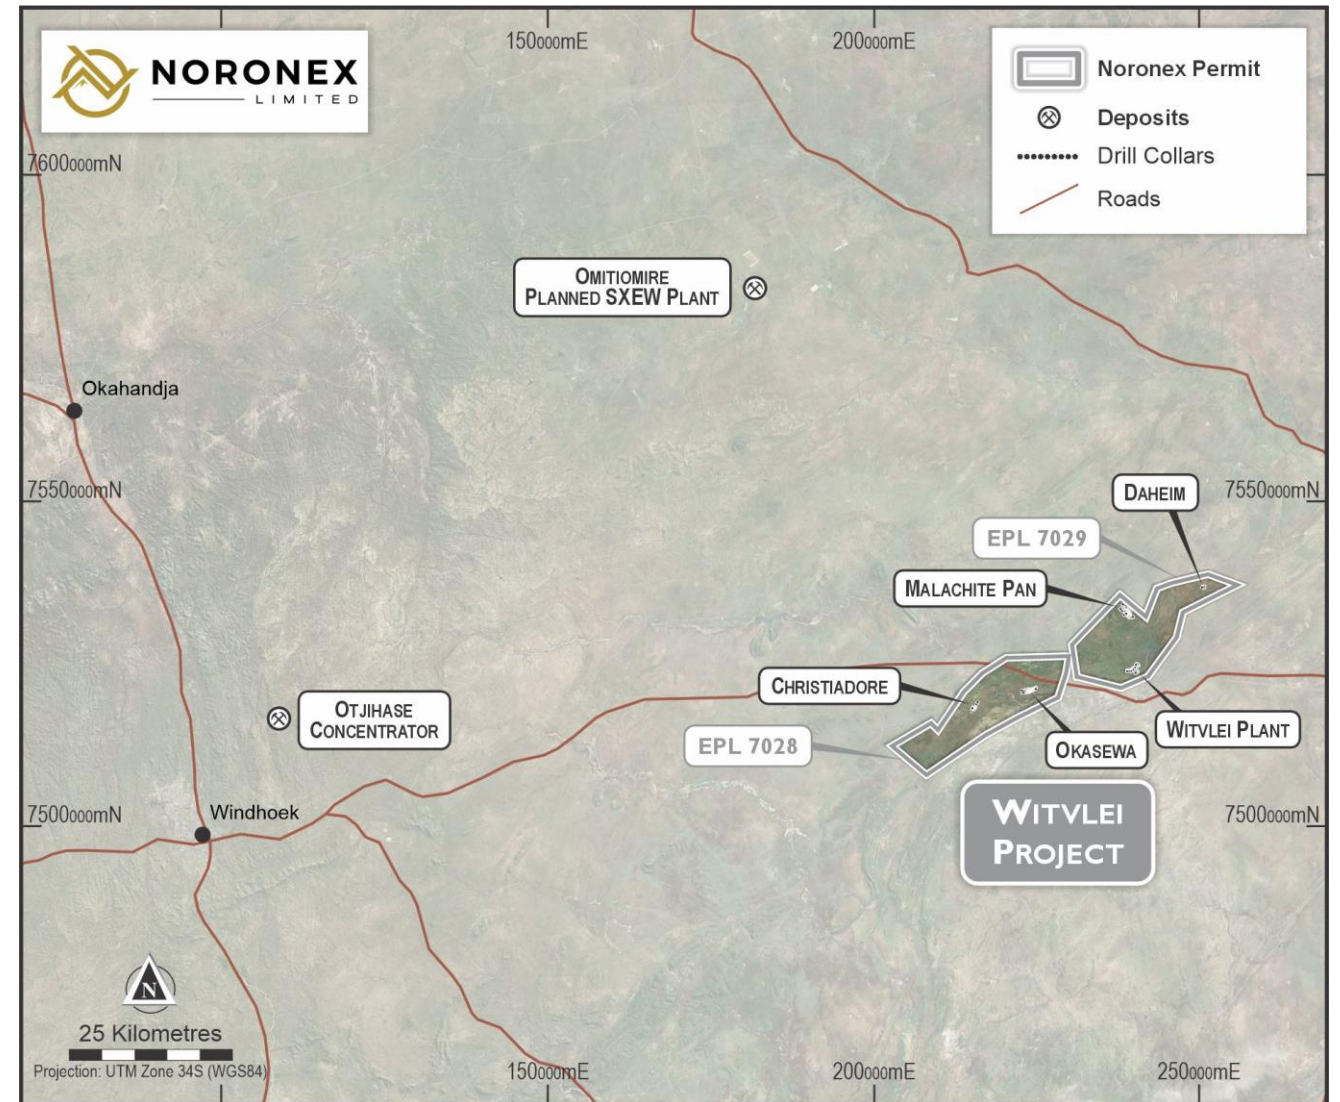 150000mE
200000mE
NORONEX
LIMITED
Noronex Permit
Deposits
Drill Collars
Roads
7600000mN
OMITIOMIRE
PLANNED SXEW PLANT
Okahandja
7550000mN
DAHEIM
7550000mN
EPL 7029
MALACHITE PAN
CHRISTIADORE
OTJIHASE
CONCENTRATOR
WITVLEI PLANT
EPL 7028
OKASEWA
Windhoek
7500000mN
WITVLEI
PROJECT
7500000mN
N
25 Kilometres
Projection: UTM Zone 34S (WGS84)
150000mE
200000mE
250000mE